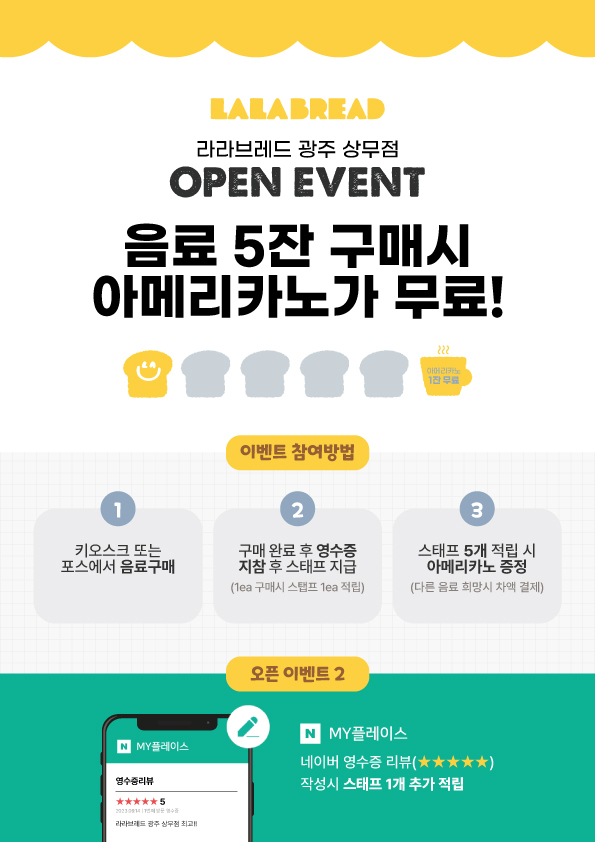 LALABREAD
라라브레드 광주 상무점
OPEN EVENT
음료 5잔 구매시
아메리카노가 무료!
아메리카노
1잔 무료
이벤트 참여방법
1
키오스크 또는
포스에서 음료구매
2
구매 완료 후 영수증
지참 후 스태프 지급
(1ea 구매시 스탭프 1ea 적립)
3
스태프 5개 적립 시
아메리카노 증정
(다른 음료 희망시 차액 결제)
오픈 이벤트 2
N MY플레이스
영수증리뷰
★★★★★ 5
라라브레드 광주 상무점 최고!!
N MY플레이스
네이버 영수증 리뷰(★★★★★)
작성시 스태프 1개 추가 적립